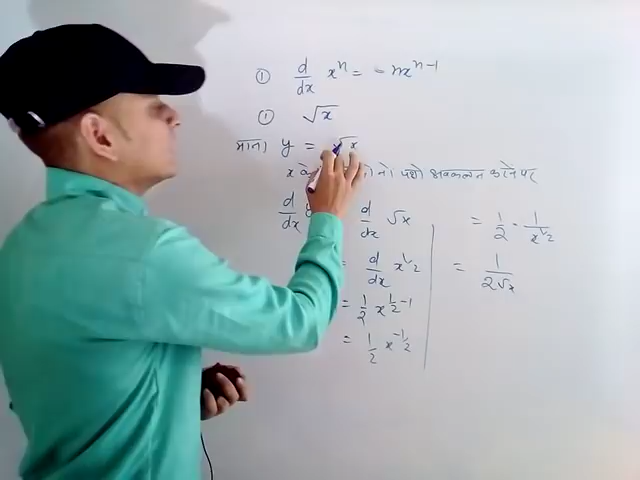 ① d/dx xⁿ = - nxⁿ⁻¹
① √x
माना y = √x
x के दोनों पक्षो अवकलन करने पर
d/dx y d/dx √x
= d/dx x^1/2
= 1/2 x^1/2-1
= 1/2 x^-1/2
= 1/2 · 1/x^1/2
= 1/2√x